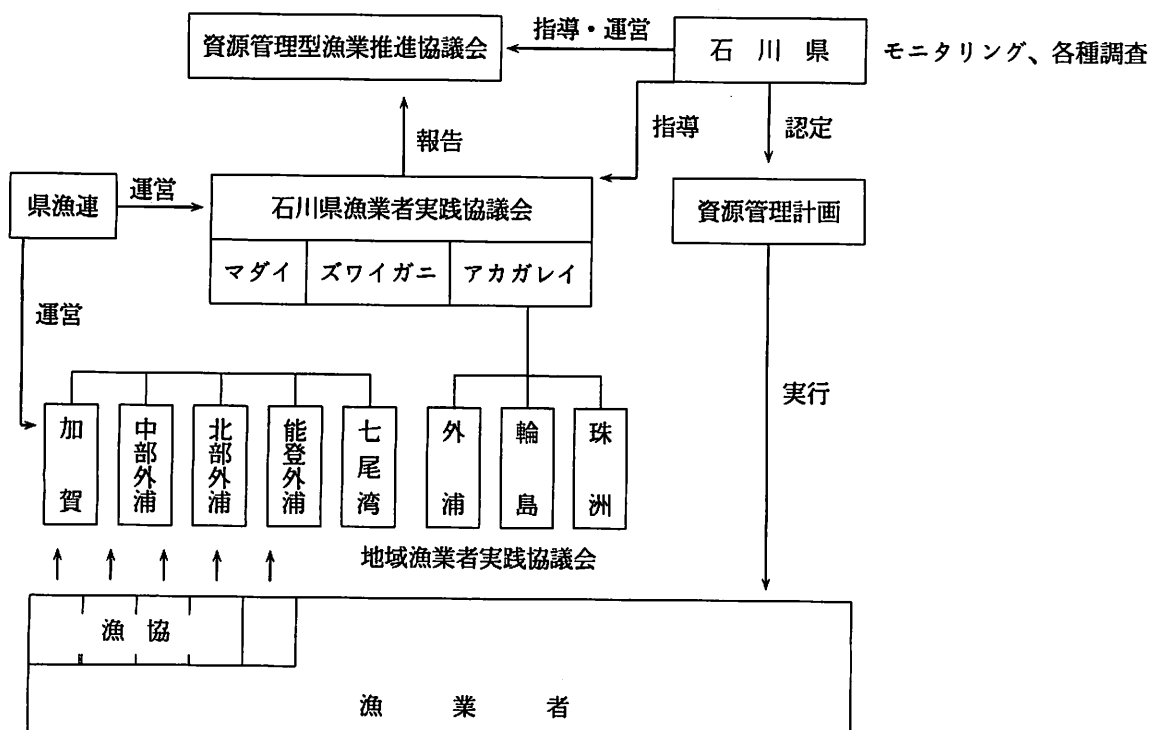 指導・運営
資源管理型漁業推進協議会
石川県
モニタリング、各種調査
報告
指導
認定
県漁連
運営
石川県漁業者実践協議会
資源管理計画
マダイ
ズワイガニ
アカガレイ
運営
実行
加賀
中部外浦
北部外浦
能登外浦
七尾湾
外浦
輪島
珠洲
地域漁業者実践協議会
漁協
漁業者